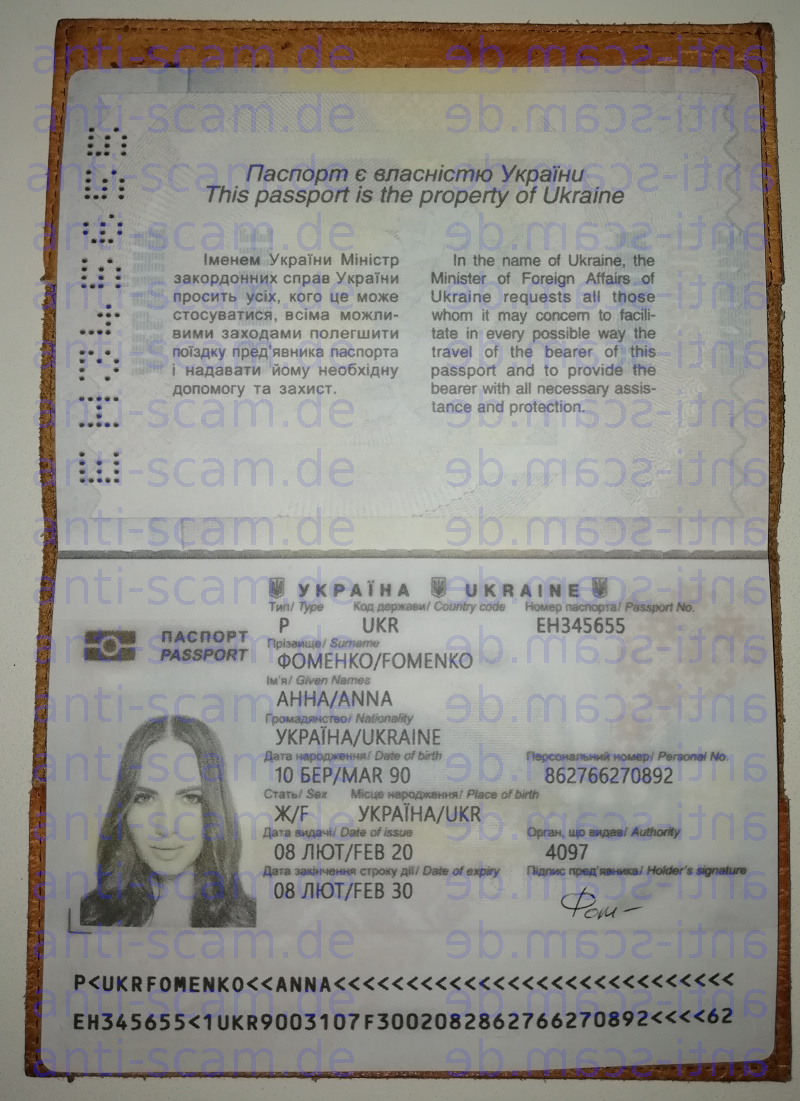 anti-scam.de
EH345655
Паспорт є власністю України
This passport is the property of Ukraine
Іменем України Міністр
закордонних справ України
просить усіх, кого це може
стосуватися, всіма можли-
вими заходами полегшити
поїздку пред'явника паспорта
і надавати йому необхідну
допомогу та захист.
In the name of Ukraine, the
Minister of Foreign Affairs of
Ukraine requests all those
whom it may concern to facili-
tate in every possible way the
travel of the bearer of this
passport and to provide the
bearer with all necessary assis-
tance and protection.
УКРАЇНА UKRAINE
ПАСПОРТ
PASSPORT
Тип/ Type Код держави/ Country code Номер паспорта/ Passport No.
P UKR EH345655
Прізвище/ Surname
ФОМЕНКО/FOMENKO
Ім'я/ Given Names
АННА/ANNA
Громадянство/ Nationality
УКРАЇНА/UKRAINE
Дата народження/ Date of birth Персональний номер/ Personal No.
10 БЕР/MAR 90 862766270892
Стать/ Sex Місце народження/ Place of birth
Ж/F УКРАЇНА/UKR
Дата видачі/ Date of issue Орган, що видав/ Authority
08 ЛЮТ/FEB 20 4097
Дата закінчення строку дії/ Date of expiry Підпис пред'явника/ Holder's signature
08 ЛЮТ/FEB 30
P<UKRFOMENKO<<ANNA<<<<<<<<<<<<<<<<<<<<<<<<<<
EH345655<1UKR9003107F3002082862766270892<<<<62